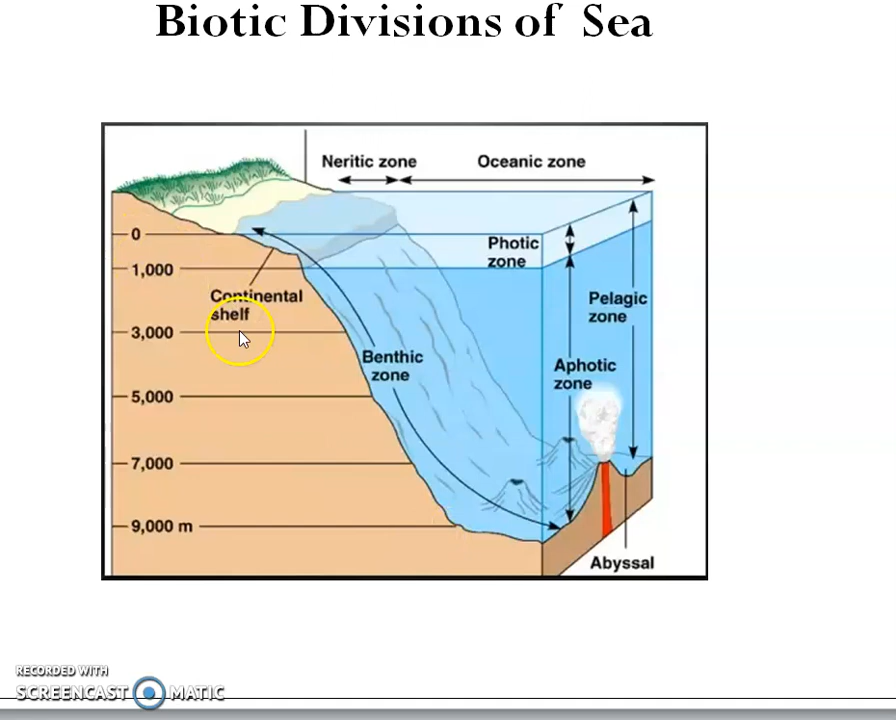 Biotic Divisions of Sea
Neritic zone
Oceanic zone
0
1,000
3,000
5,000
7,000
9,000 m
Continental
shelf
Benthic
zone
Photic
zone
Pelagic
zone
Aphotic
zone
Abyssal
RECORDED WITH
SCREENCAST MATIC